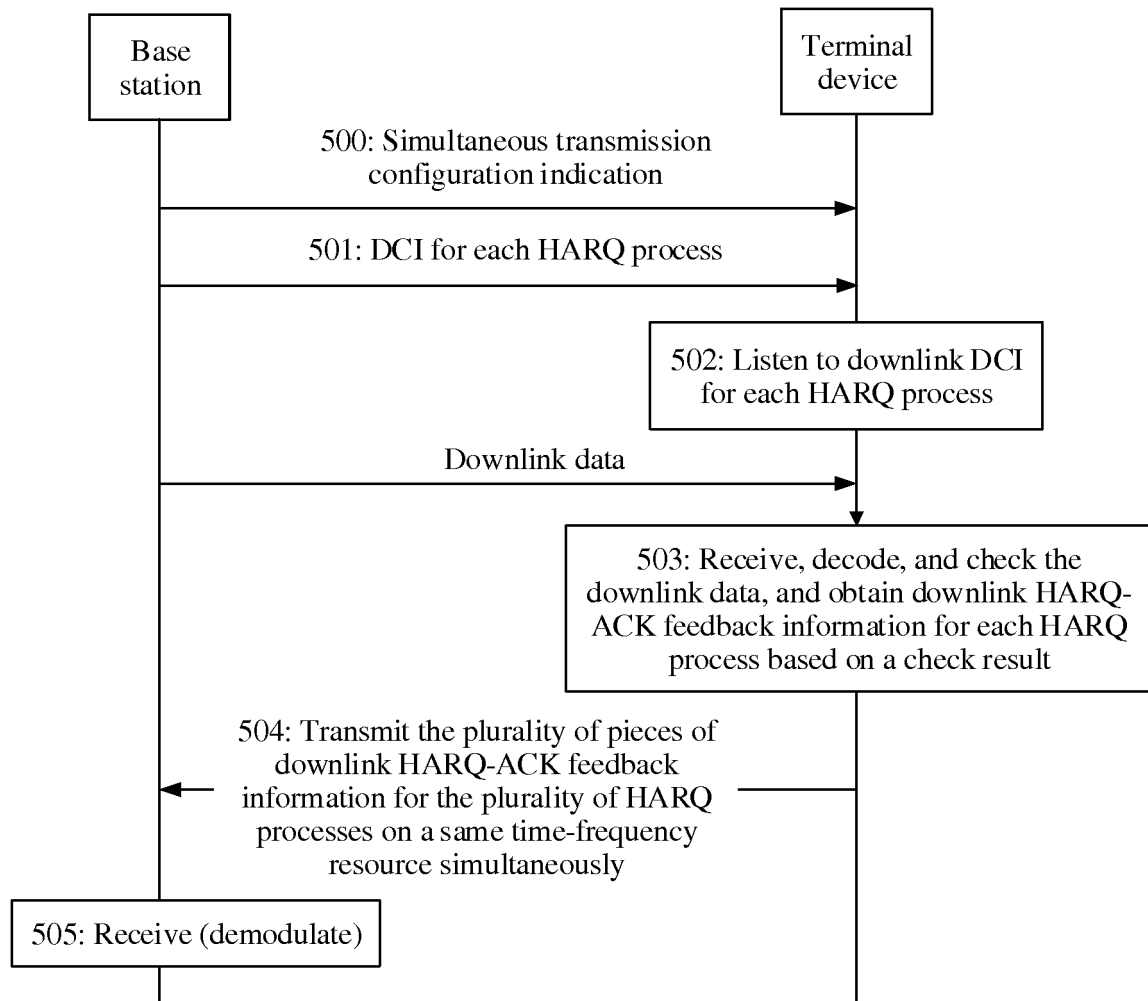 Base
station
Terminal
device
500: Simultaneous transmission
configuration indication
501: DCI for each HARQ process
502: Listen to downlink DCI
for each HARQ process
Downlink data
503: Receive, decode, and check the
downlink data, and obtain downlink HARQ-
ACK feedback information for each HARQ
process based on a check result
504: Transmit the plurality of pieces of
downlink HARQ-ACK feedback
information for the plurality of HARQ
processes on a same time-frequency
resource simultaneously
505: Receive (demodulate)